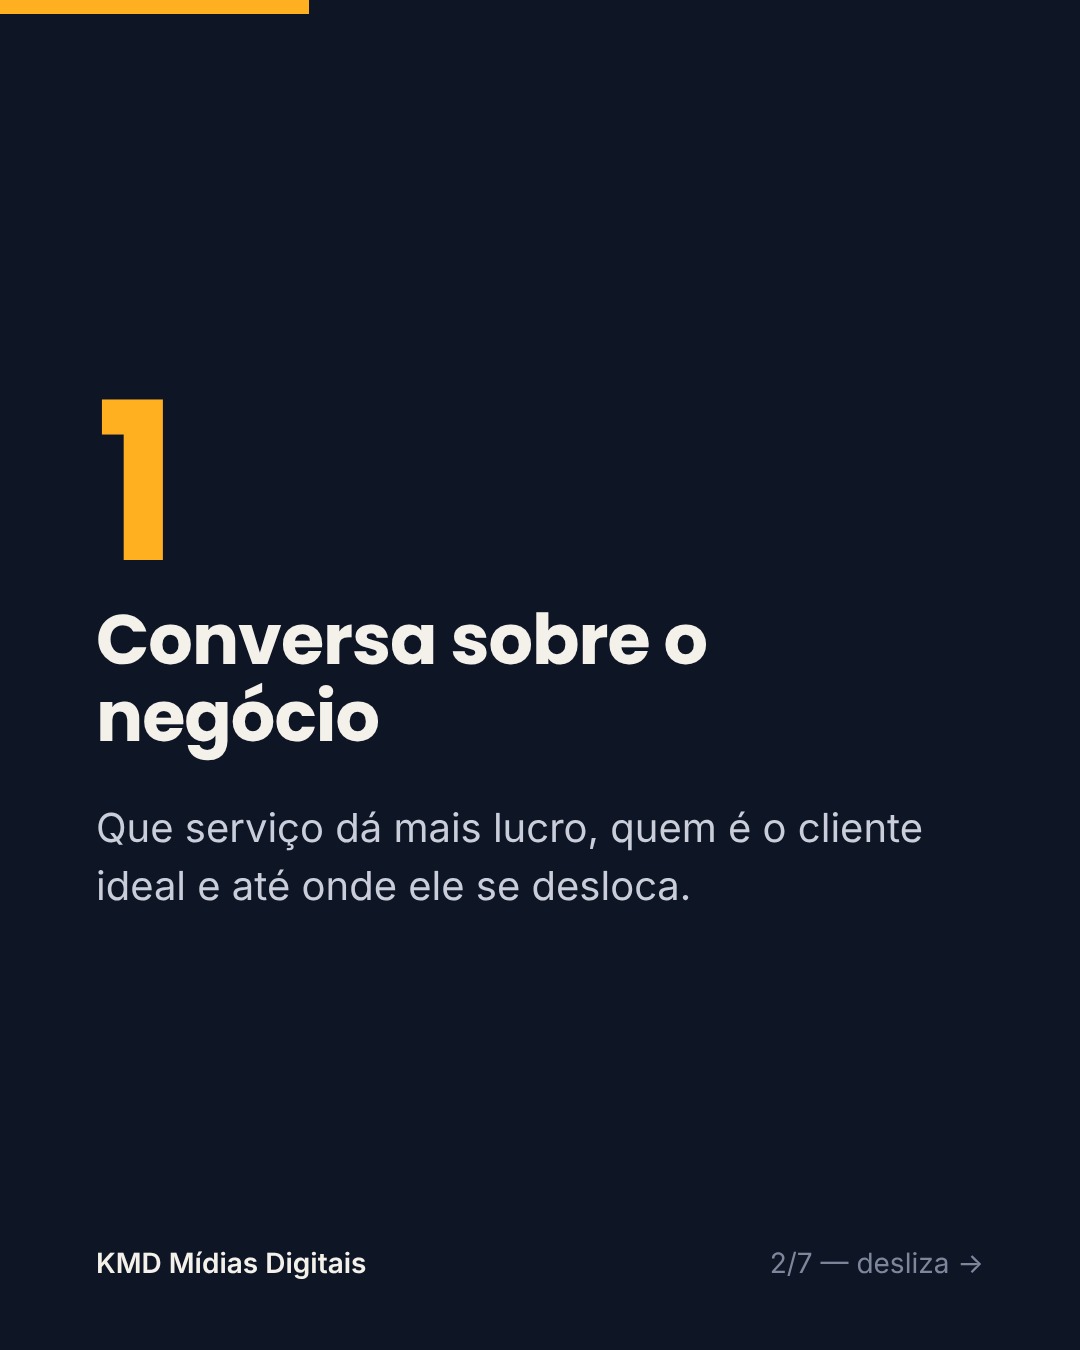 1
Conversa sobre o
negócio
Que serviço dá mais lucro, quem é o cliente
ideal e até onde ele se desloca.
KMD Mídias Digitais
2/7 — desliza →